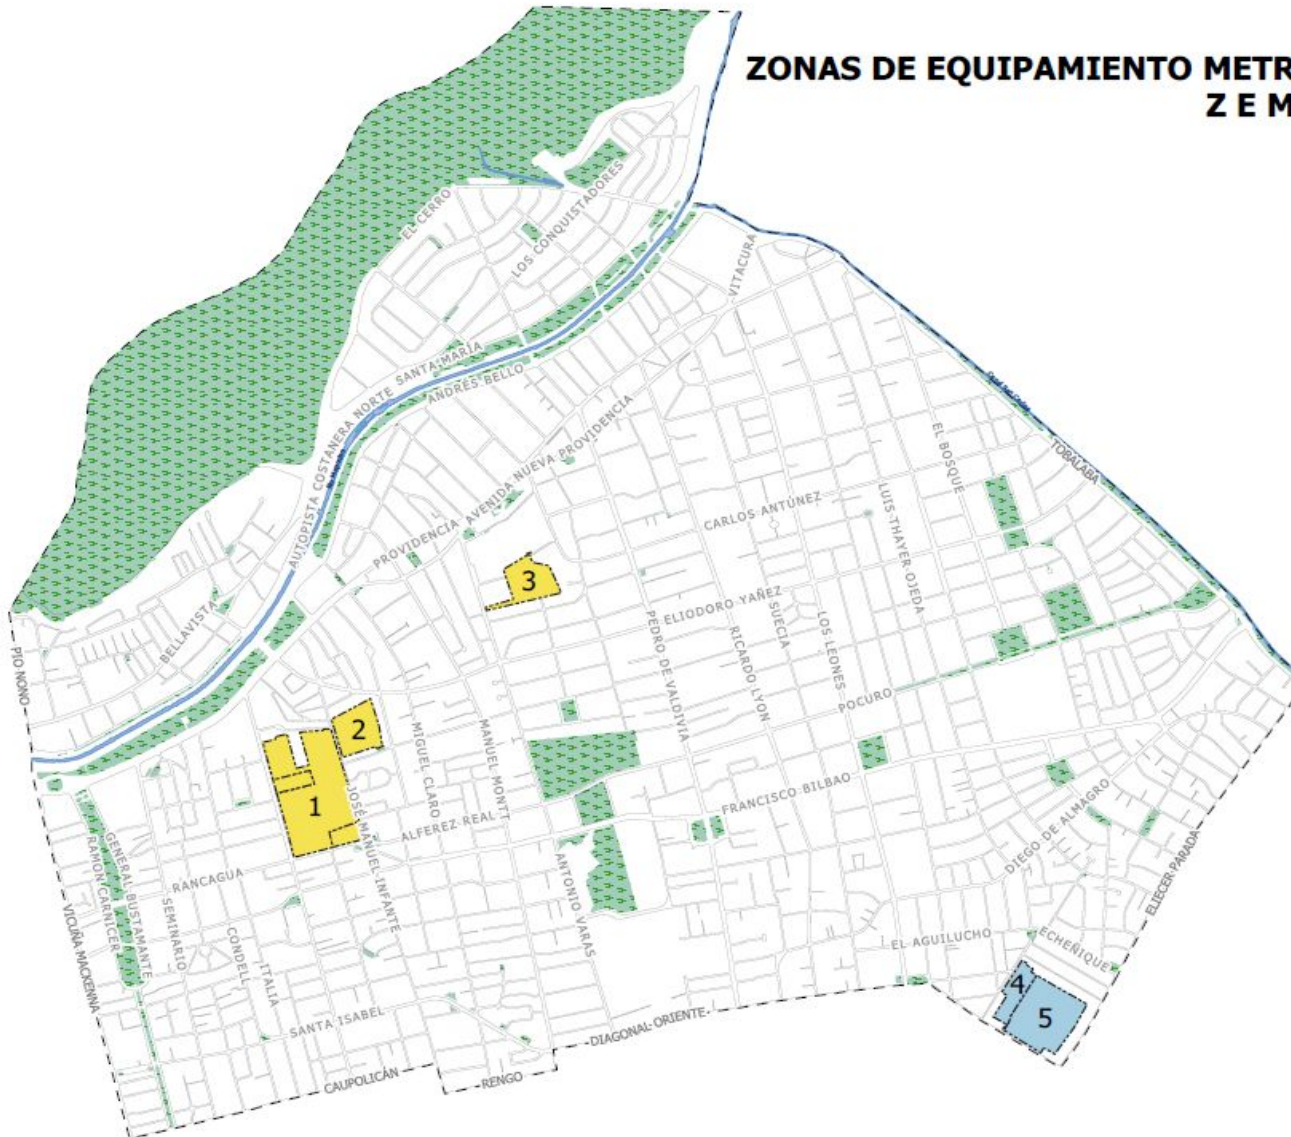 ZONAS DE EQUIPAMIENTO METR
Z E M
EL CERRO
LOS CONQUISTADORES
VITACURA
AUTOPISTA COSTANERA NORTE SANTA MARÍA
ANDRÉS BELLO
PROVIDENCIA AVENIDA NUEVA PROVIDENCIA
EL BOSQUE
TOBALABA
CARLOS ANTÚNEZ
LUIS THAYER OJEDA
3
BELLAVISTA
ELIODORO YAÑEZ
SUECIA
PEDRO DE VALDIVIA
RICARDO LYON
LOS LEONES
PIO NONO
POCURO
2
MIGUEL CLARO
MANUEL MONTT
1
JOSÉ MANUEL INFANTE
ALFEREZ REAL
FRANCISCO BILBAO
DIEGO DE ALMAGRO
GENERAL BUSTAMANTE
RAMON CARNICER
RANCAGUA
ANTONIO VARAS
ELIECER PARADA
VICUÑA MACKENNA
SEMINARIO
CONDELL
ITALIA
EL AGUILUCHO
ECHEÑIQUE
4
5
SANTA ISABEL
DIAGONAL ORIENTE
CAUPOLICÁN
RENGO